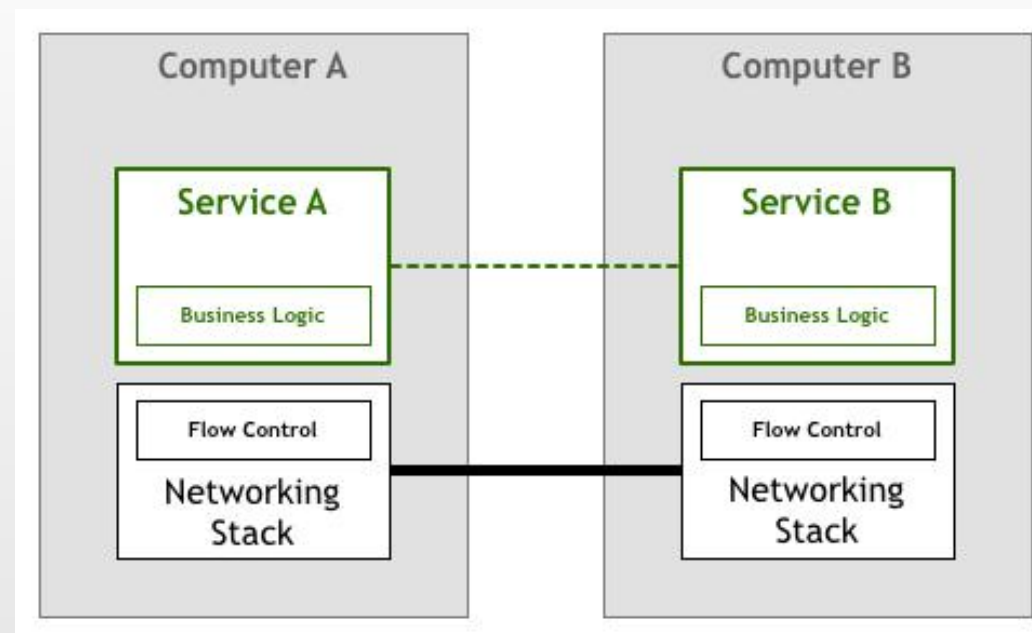 Computer A
Service A
Business Logic
Flow Control
Networking
Stack
Computer B
Service B
Business Logic
Flow Control
Networking
Stack